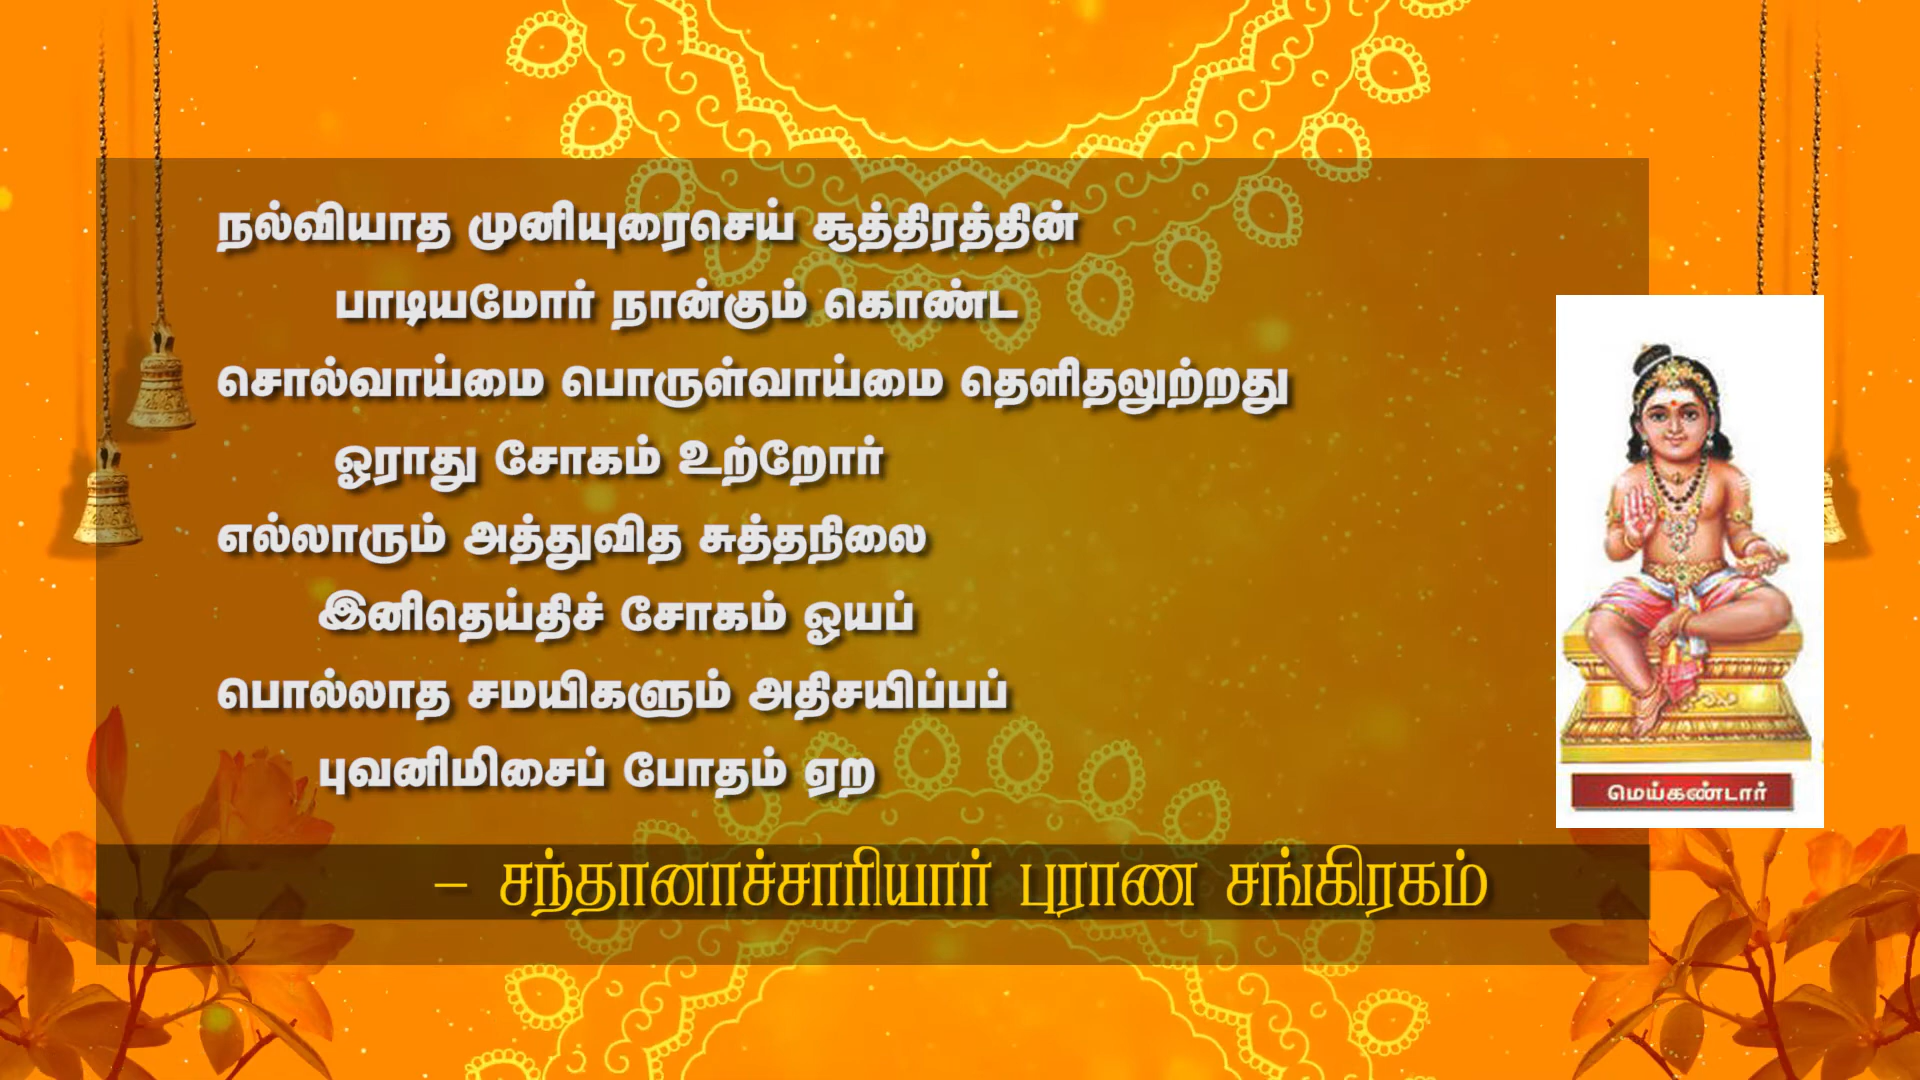 நல்வியாத முனியுரைசெய் சூத்திரத்தின்
பாடியமோர் நான்கும் கொண்ட
சொல்வாய்மை பொருள்வாய்மை தெளிதலுற்றது
ஓராது சோகம் உற்றோர்
எல்லாரும் அத்துவித சுத்தநிலை
இனிதெய்திச் சோகம் ஓயப்
பொல்லாத சமயிகளும் அதிசயிப்பப்
புவனிமிசைப் போதம் ஏற
– சந்தானாச்சாரியார் புராண சங்கிரகம்
மெய்கண்டார்